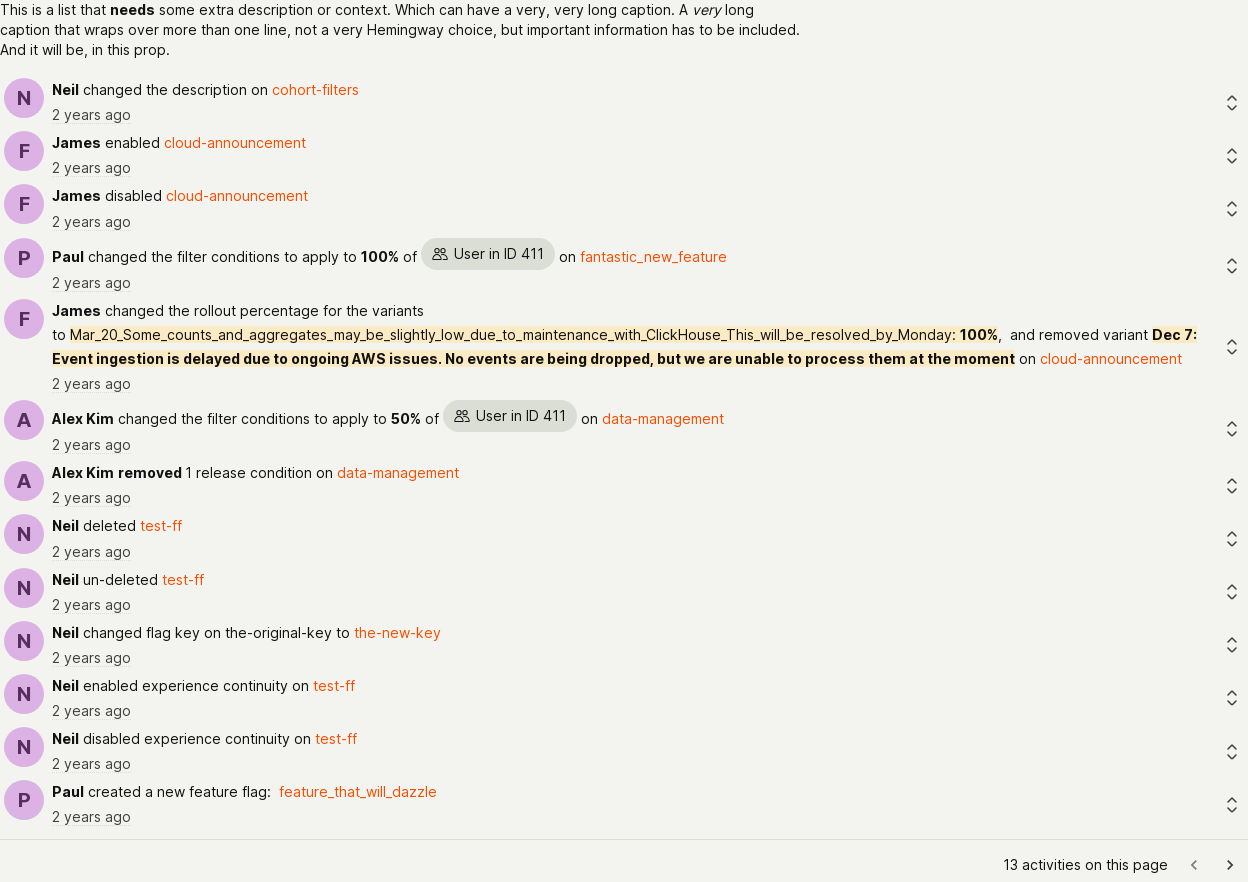 This is a list that needs some extra description or context. Which can have a very, very long caption. A very long
caption that wraps over more than one line, not a very Hemingway choice, but important information has to be included.
And it will be, in this prop.
N
Neil changed the description on cohort-filters
2 years ago
F
James enabled cloud-announcement
2 years ago
F
James disabled cloud-announcement
2 years ago
P
Paul changed the filter conditions to apply to 100% of User in ID 411 on fantastic_new_feature
2 years ago
F
James changed the rollout percentage for the variants
to Mar_20_Some_counts_and_aggregates_may_be_slightly_low_due_to_maintenance_with_ClickHouse_This_will_be_resolved_by_Monday: 100%, and removed variant Dec 7:
Event ingestion is delayed due to ongoing AWS issues. No events are being dropped, but we are unable to process them at the moment on cloud-announcement
2 years ago
A
Alex Kim changed the filter conditions to apply to 50% of User in ID 411 on data-management
2 years ago
A
Alex Kim removed 1 release condition on data-management
2 years ago
N
Neil deleted test-ff
2 years ago
N
Neil un-deleted test-ff
2 years ago
N
Neil changed flag key on the-original-key to the-new-key
2 years ago
N
Neil enabled experience continuity on test-ff
2 years ago
N
Neil disabled experience continuity on test-ff
2 years ago
P
Paul created a new feature flag: feature_that_will_dazzle
2 years ago
13 activities on this page